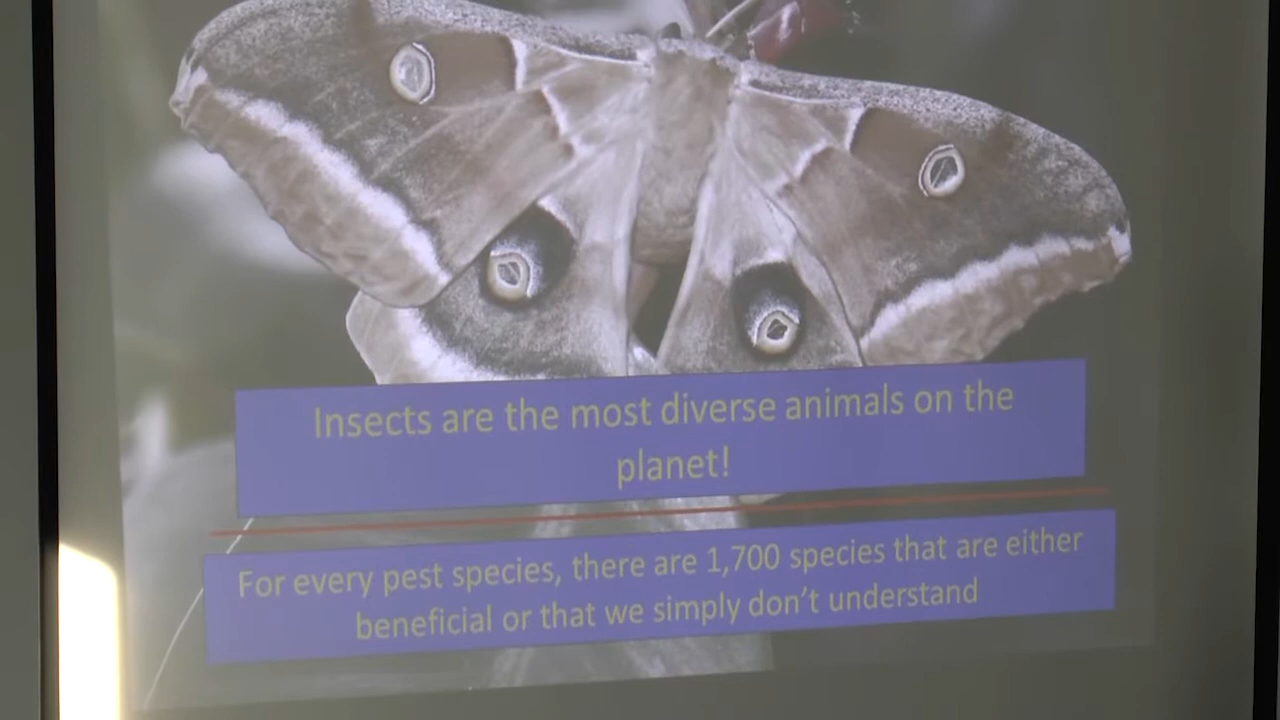 Insects are the most diverse animals on the
planet!
For every pest species, there are 1,700 species that are either
beneficial or that we simply don't understand